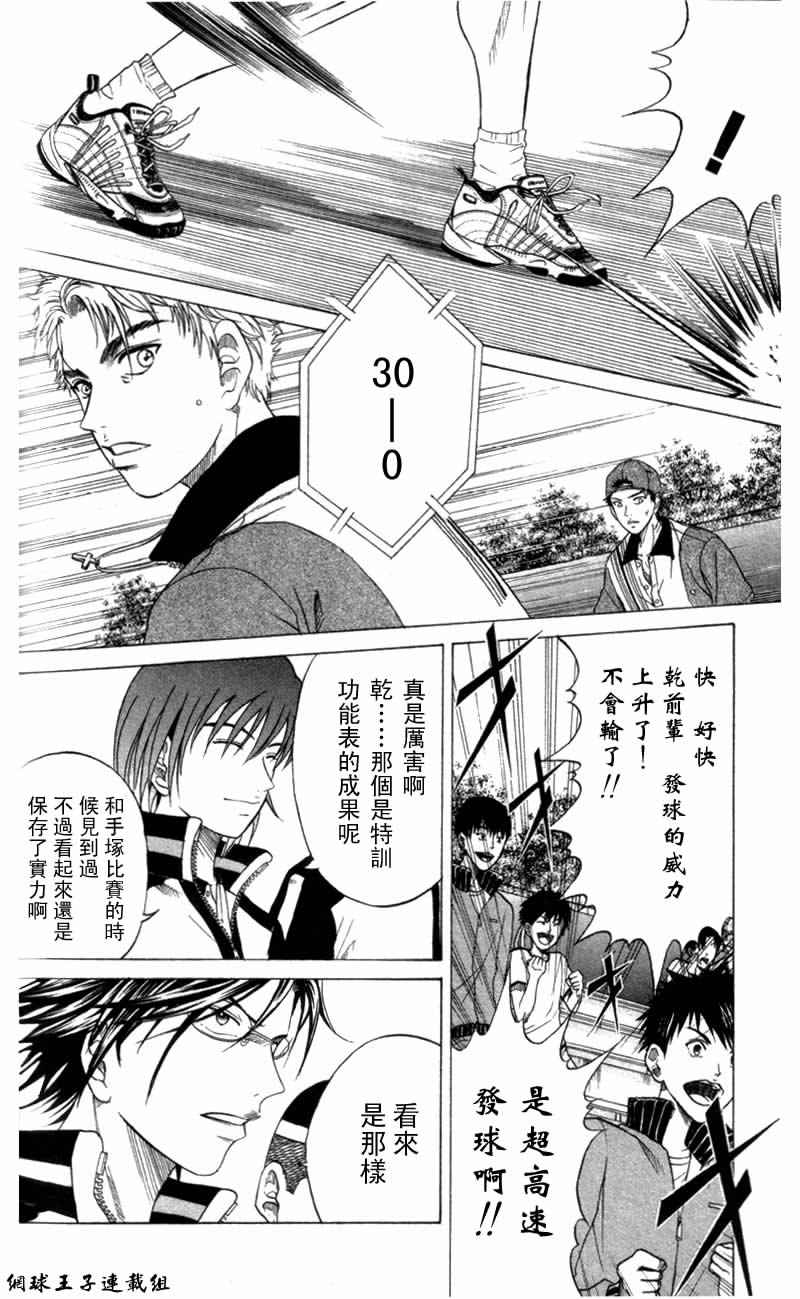 !
30—0
快 好快
乾前輩 發球的威力
上升了!
不會輸了!!
是超高速
發球啊!!
真是厲害啊
乾……那個是特訓
功能表的成果呢
和手塚比賽的時
候見到過
不過看起來還是
保存了實力啊
看來
是那樣
網球王子連載組